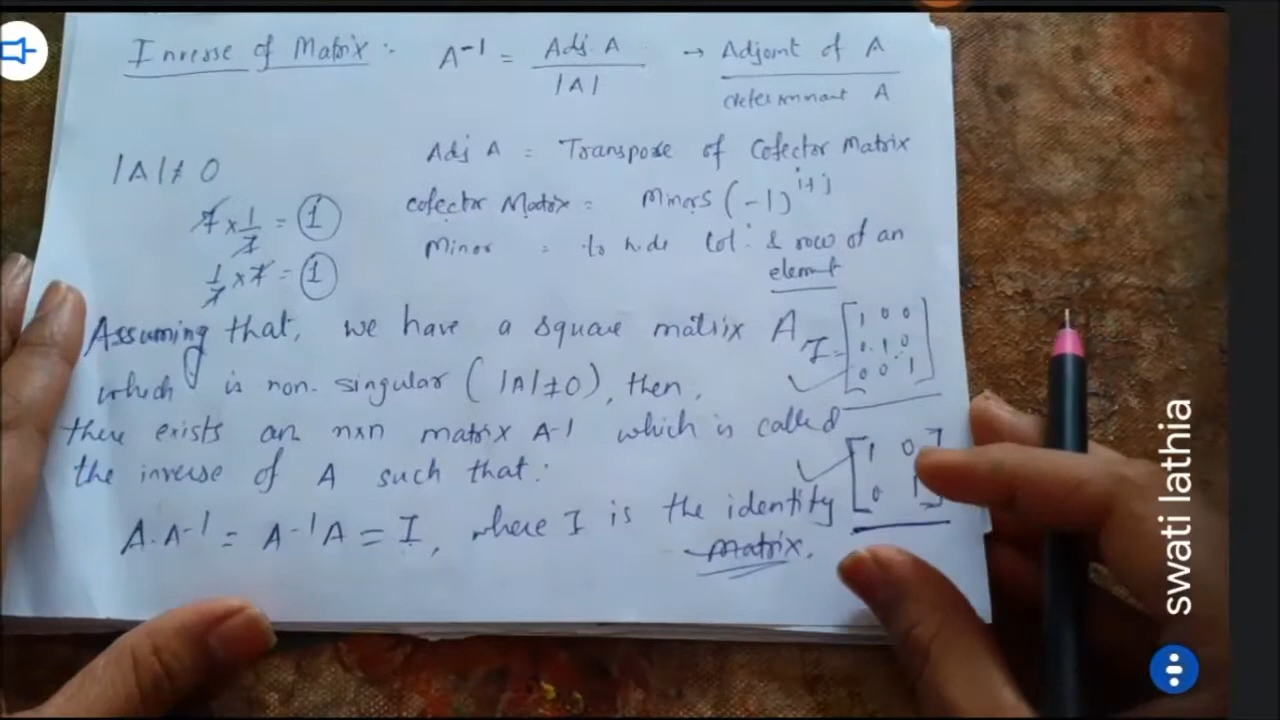 Inverse of Matrix :- A-1 = Adj. A / |A| → Adjoint of A / determinant A
Adj A = Transpose of Cofector Matrix
|A| ≠ 0
cofector Matrix = Minors (-1)^i+j
7 x 1/7 = 1
Minor = to hide Col: & row of an
element
1/7 x 7 = 1
Assuming that, we have a square matrix A
I = [1 0 0
0 1 0
0 0 1]
which is non-singular ( |A| ≠ 0 ), then,
there exists an nxn matrix A-1 which is called
the inverse of A such that:
[1 0
0 1]
A.A-1 = A-1A = I, where I is the identity
matrix.
swati lathia